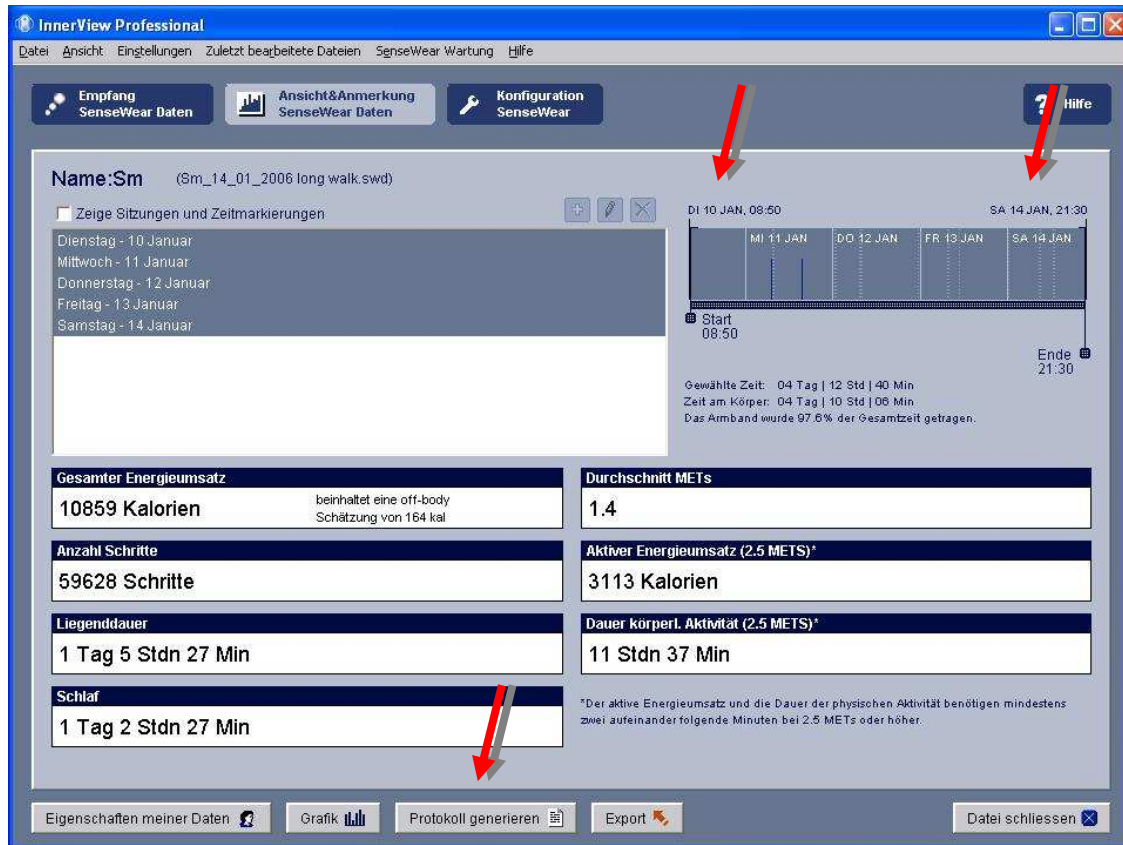 InnerView Professional
Datei Ansicht Einstellungen Zuletzt bearbeitete Dateien SenseWear Wartung Hilfe
Empfang
SenseWear Daten
Ansicht&Anmerkung
SenseWear Daten
Konfiguration
SenseWear
? Hilfe
Name:Sm (Sm_14_01_2006 long walk.swd)
Zeige Sitzungen und Zeitmarkierungen
Dienstag - 10 Januar
Mittwoch - 11 Januar
Donnerstag - 12 Januar
Freitag - 13 Januar
Samstag - 14 Januar
DI 10 JAN, 08:50 SA 14 JAN, 21:30
MI 11 JAN DO 12 JAN FR 13 JAN SA 14 JAN
Start
08:50
Ende
21:30
Gewählte Zeit: 04 Tag | 12 Std | 40 Min
Zeit am Körper: 04 Tag | 10 Std | 06 Min
Das Armband wurde 97.6% der Gesamtzeit getragen.
Gesamter Energieumsatz
10859 Kalorien
beinhaltet eine off-body
Schätzung von 164 kal
Durchschnitt METs
1.4
Anzahl Schritte
59628 Schritte
Aktiver Energieumsatz (2.5 METS)*
3113 Kalorien
Liegenddauer
1 Tag 5 Stdn 27 Min
Dauer körperl. Aktivität (2.5 METS)*
11 Stdn 37 Min
Schlaf
1 Tag 2 Stdn 27 Min
*Der aktive Energieumsatz und die Dauer der physischen Aktivität benötigen mindestens
zwei aufeinander folgende Minuten bei 2.5 METs oder höher.
Eigenschaften meiner Daten Grafik Protokoll generieren Export Datei schliessen